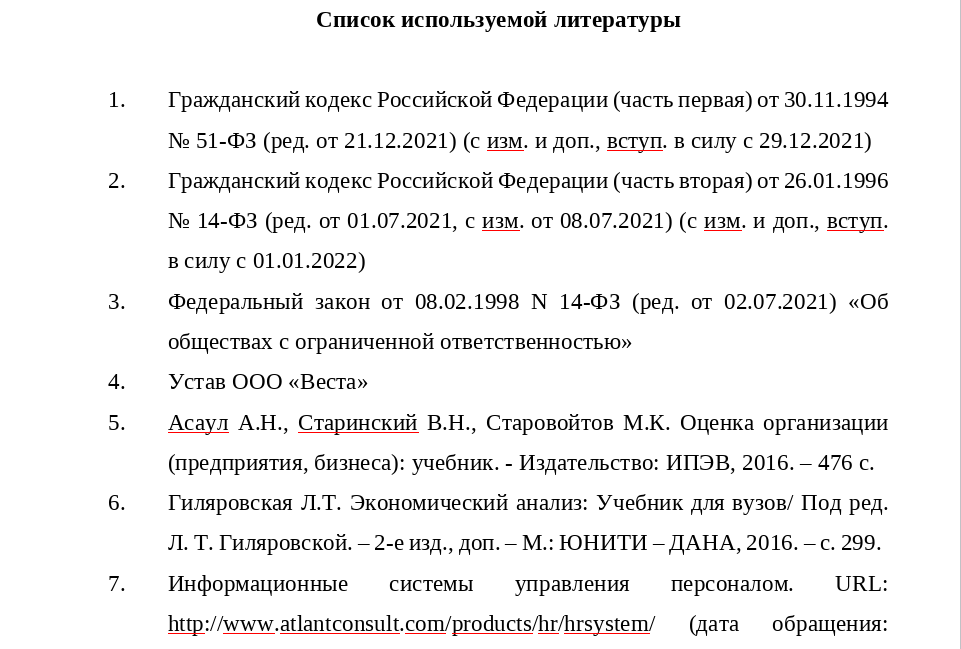 Список используемой литературы
1. Гражданский кодекс Российской Федерации (часть первая) от 30.11.1994
№ 51-ФЗ (ред. от 21.12.2021) (с изм. и доп., вступ. в силу с 29.12.2021)
2. Гражданский кодекс Российской Федерации (часть вторая) от 26.01.1996
№ 14-ФЗ (ред. от 01.07.2021, с изм. от 08.07.2021) (с изм. и доп., вступ.
в силу с 01.01.2022)
3. Федеральный закон от 08.02.1998 N 14-ФЗ (ред. от 02.07.2021) «Об
обществах с ограниченной ответственностью»
4. Устав ООО «Веста»
5. Асаул А.Н., Старинский В.Н., Старовойтов М.К. Оценка организации
(предприятия, бизнеса): учебник. - Издательство: ИПЭВ, 2016. – 476 с.
6. Гиляровская Л.Т. Экономический анализ: Учебник для вузов/ Под ред.
Л. Т. Гиляровской. – 2-е изд., доп. – М.: ЮНИТИ – ДАНА, 2016. – с. 299.
7. Информационные системы управления персоналом. URL:
http://www.atlantconsult.com/products/hr/hrsystem/ (дата обращения: